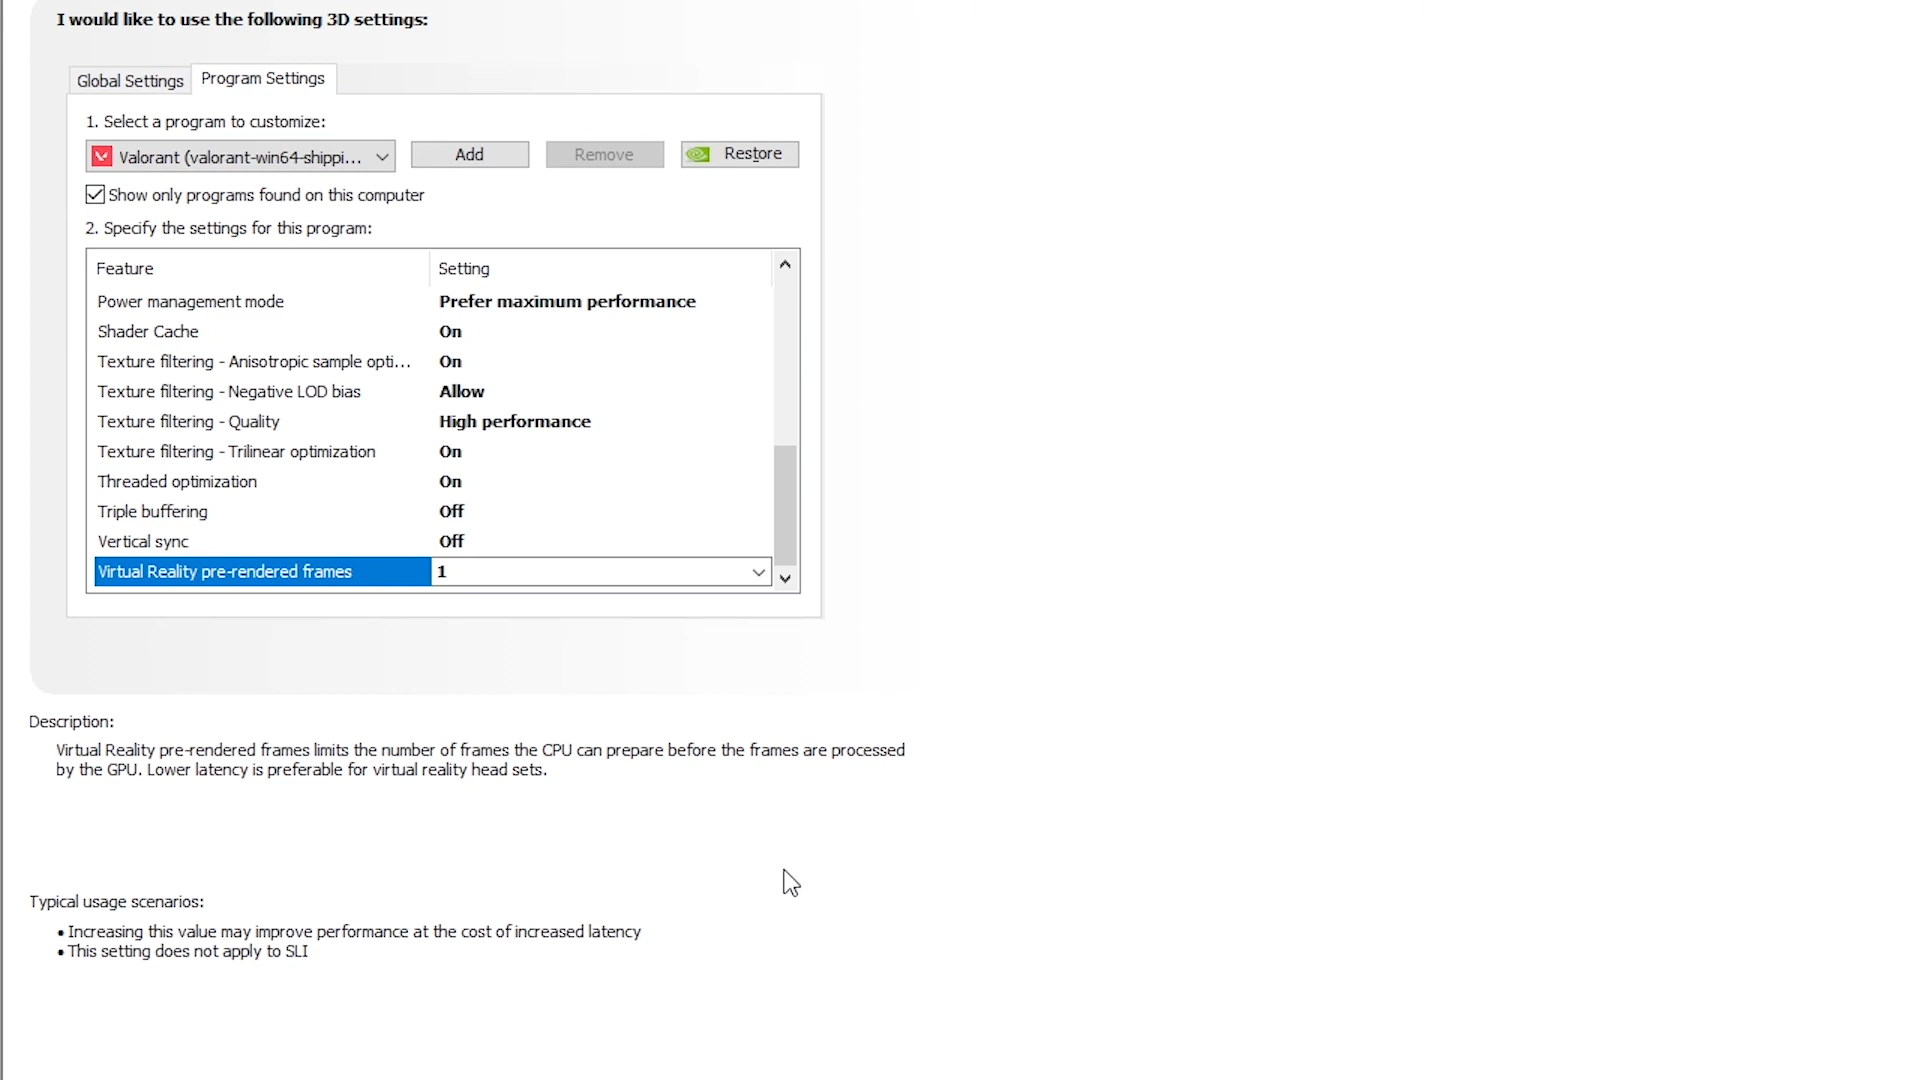 I would like to use the following 3D settings:
Global Settings
Program Settings
1. Select a program to customize:
Valorant (valorant-win64-shippi...
Add
Remove
Restore
Show only programs found on this computer
2. Specify the settings for this program:
Feature
Setting
Power management mode
Prefer maximum performance
Shader Cache
On
Texture filtering - Anisotropic sample opti...
On
Texture filtering - Negative LOD bias
Allow
Texture filtering - Quality
High performance
Texture filtering - Trilinear optimization
On
Threaded optimization
On
Triple buffering
Off
Vertical sync
Off
Virtual Reality pre-rendered frames
1
Description:
Virtual Reality pre-rendered frames limits the number of frames the CPU can prepare before the frames are processed
by the GPU. Lower latency is preferable for virtual reality head sets.
Typical usage scenarios:
• Increasing this value may improve performance at the cost of increased latency
• This setting does not apply to SLI